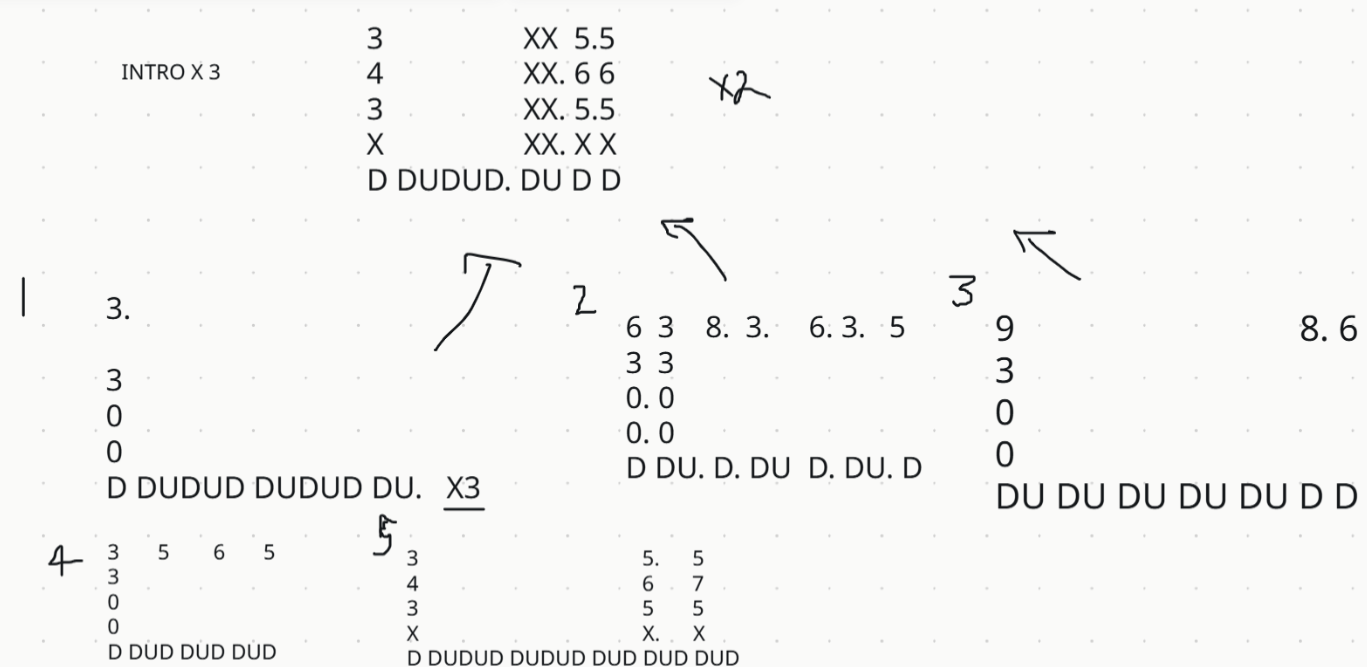 3 XX 5.5
INTRO X 3 4 XX. 6 6 x2
3 XX. 5.5
X XX. X X
D DUDUD. DU D D
1
3.
3
0
0
D DUDUD DUDUD DU. X3
2
6 3 8. 3. 6. 3. 5
3 3
0. 0
0. 0
D DU. D. DU D. DU. D
3
9 8. 6
3
0
0
DU DU DU DU DU D D
4
3 5 6 5
3
0
0
D DUD DUD DUD
5
3 5. 5
4 6 7
3 5 5
X X. X
D DUDUD DUDUD DUD DUD DUD